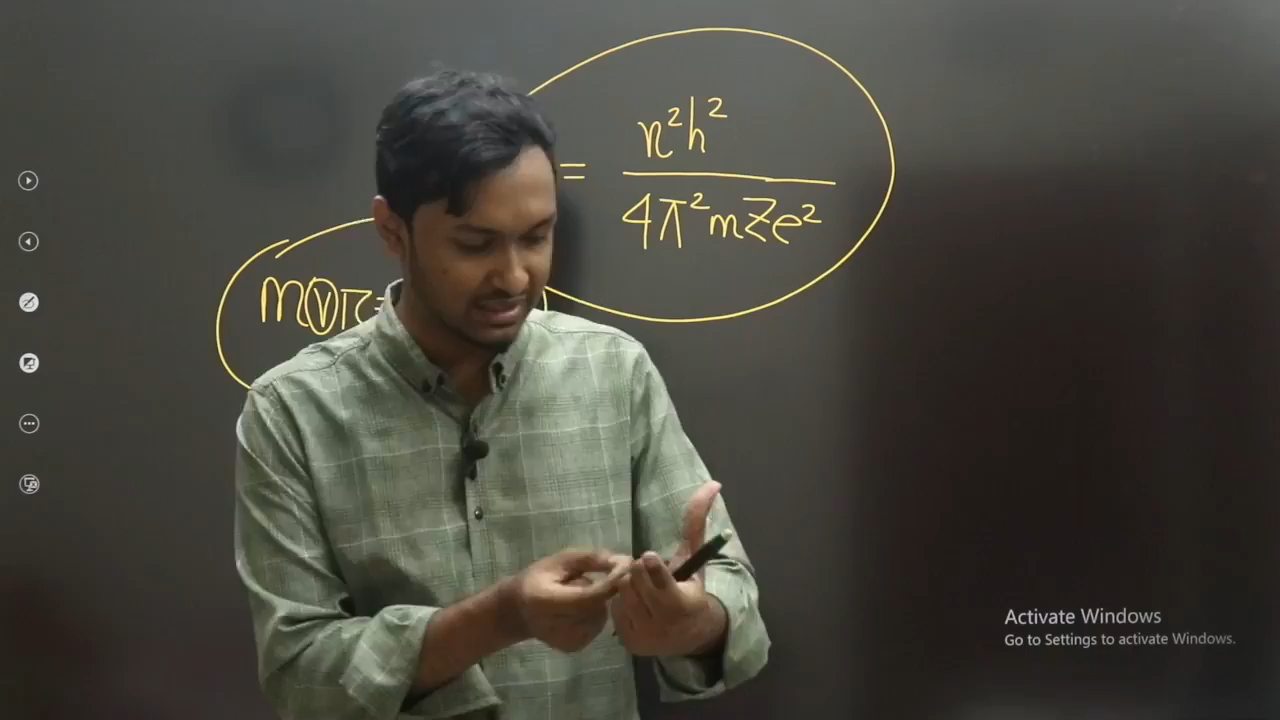 = n²h² / 4π²mZe²
mvr =
Activate Windows
Go to Settings to activate Windows.